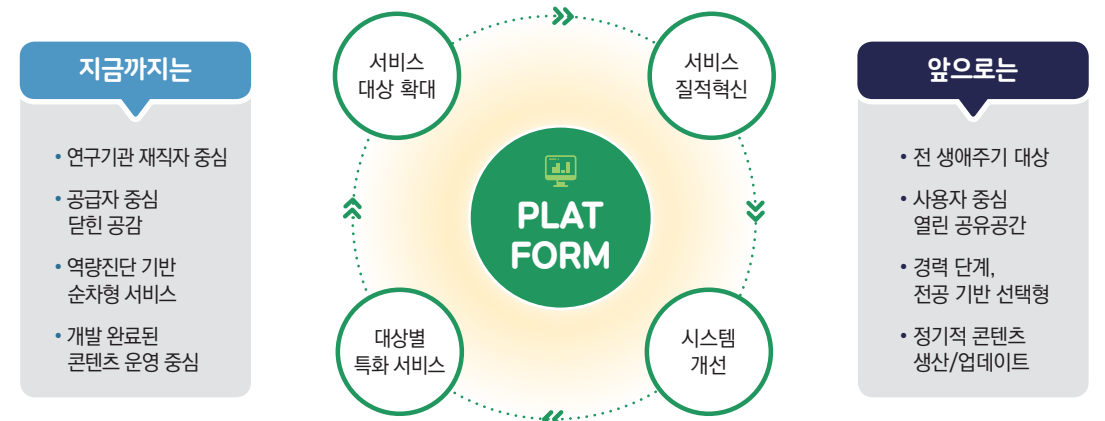 지금까지는
• 연구기관 재직자 중심
• 공급자 중심
닫힌 공감
• 역량진단 기반
순차형 서비스
• 개발 완료된
콘텐츠 운영 중심
서비스
대상 확대
서비스
질적혁신
PLAT
FORM
대상별
특화 서비스
시스템
개선
앞으로는
• 전 생애주기 대상
• 사용자 중심
열린 공유공간
• 경력 단계,
전공 기반 선택형
• 정기적 콘텐츠
생산/업데이트